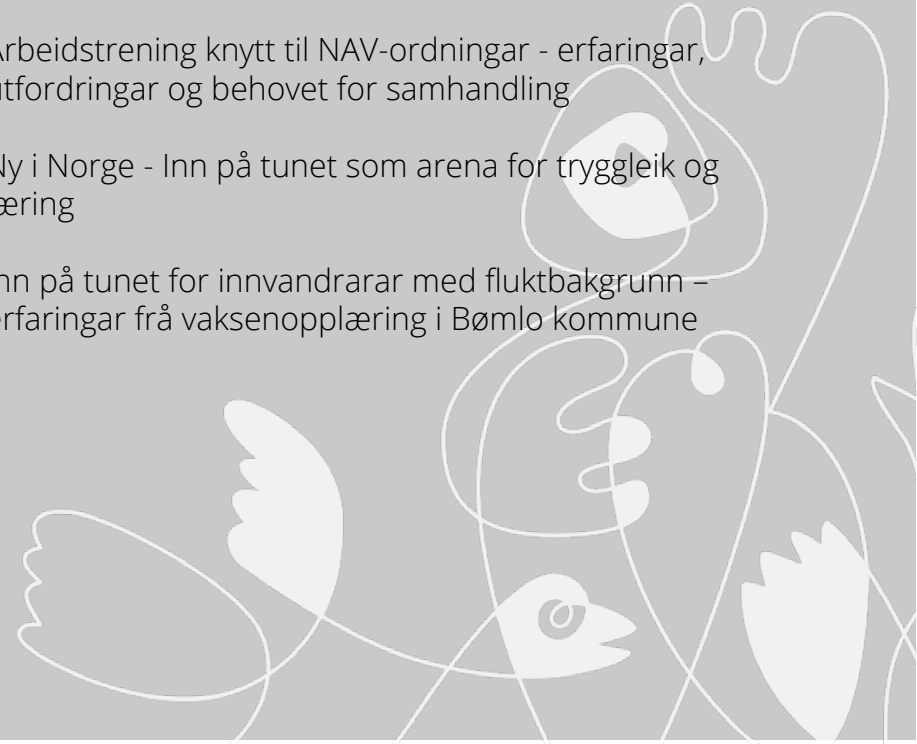 rbeidstrening knytt til NAV-ordningar - erfaringar,
tfordringar og behovet for samhandling
Ny i Norge - Inn på tunet som arena for tryggleik og
æring
nn på tunet for innvandrarar med fluktbakgrunn –
rfaringar frå vaksenopplæring i Bømlo kommune